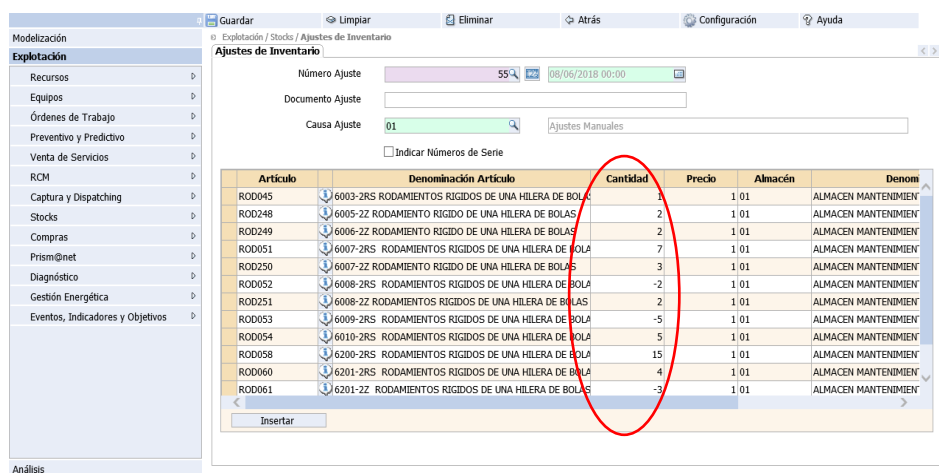 Guardar Limpiar Eliminar Atrás Configuración Ayuda
Modelización
Explotación
Recursos
Equipos
Órdenes de Trabajo
Preventivo y Predictivo
Venta de Servicios
RCM
Captura y Dispatching
Stocks
Compras
Prism@net
Diagnóstico
Gestión Energética
Eventos, Indicadores y Objetivos
Análisis
Explotación / Stocks / Ajustes de Inventario
Ajustes de Inventario
Número Ajuste 55 08/06/2018 00:00
Documento Ajuste
Causa Ajuste 01 Ajustes Manuales
Indicar Números de Serie
Artículo Denominación Artículo Cantidad Precio Almacén Denomi
ROD045 6003-2RS RODAMIENTOS RIGIDOS DE UNA HILERA DE BOLAS 1 1 01 ALMACEN MANTENIMIENT
ROD248 6005-2Z RODAMIENTO RIGIDO DE UNA HILERA DE BOLAS 2 1 01 ALMACEN MANTENIMIENT
ROD249 6006-2Z RODAMIENTO RIGIDO DE UNA HILERA DE BOLAS 2 1 01 ALMACEN MANTENIMIENT
ROD051 6007-2RS RODAMIENTOS RIGIDOS DE UNA HILERA DE BOLA 7 1 01 ALMACEN MANTENIMIENT
ROD250 6007-2Z RODAMIENTO RIGIDO DE UNA HILERA DE BOLAS 3 1 01 ALMACEN MANTENIMIENT
ROD052 6008-2RS RODAMIENTOS RIGIDOS DE UNA HILERA DE BOLA -2 1 01 ALMACEN MANTENIMIENT
ROD251 6008-2Z RODAMIENTOS RIGIDOS DE UNA HILERA DE BOLAS 2 1 01 ALMACEN MANTENIMIENT
ROD053 6009-2RS RODAMIENTOS RIGIDOS DE UNA HILERA DE BOLA -5 1 01 ALMACEN MANTENIMIENT
ROD054 6010-2RS RODAMIENTOS RIGIDOS DE UNA HILERA DE BOLA 5 1 01 ALMACEN MANTENIMIENT
ROD058 6200-2RS RODAMIENTOS RIGIDOS DE UNA HILERA DE BOLA 15 1 01 ALMACEN MANTENIMIENT
ROD060 6201-2RS RODAMIENTOS RIGIDOS DE UNA HILERA DE BOLA 4 1 01 ALMACEN MANTENIMIENT
ROD061 6201-2Z RODAMIENTOS RIGIDOS DE UNA HILERA DE BOLAS -3 1 01 ALMACEN MANTENIMIENT
Insertar